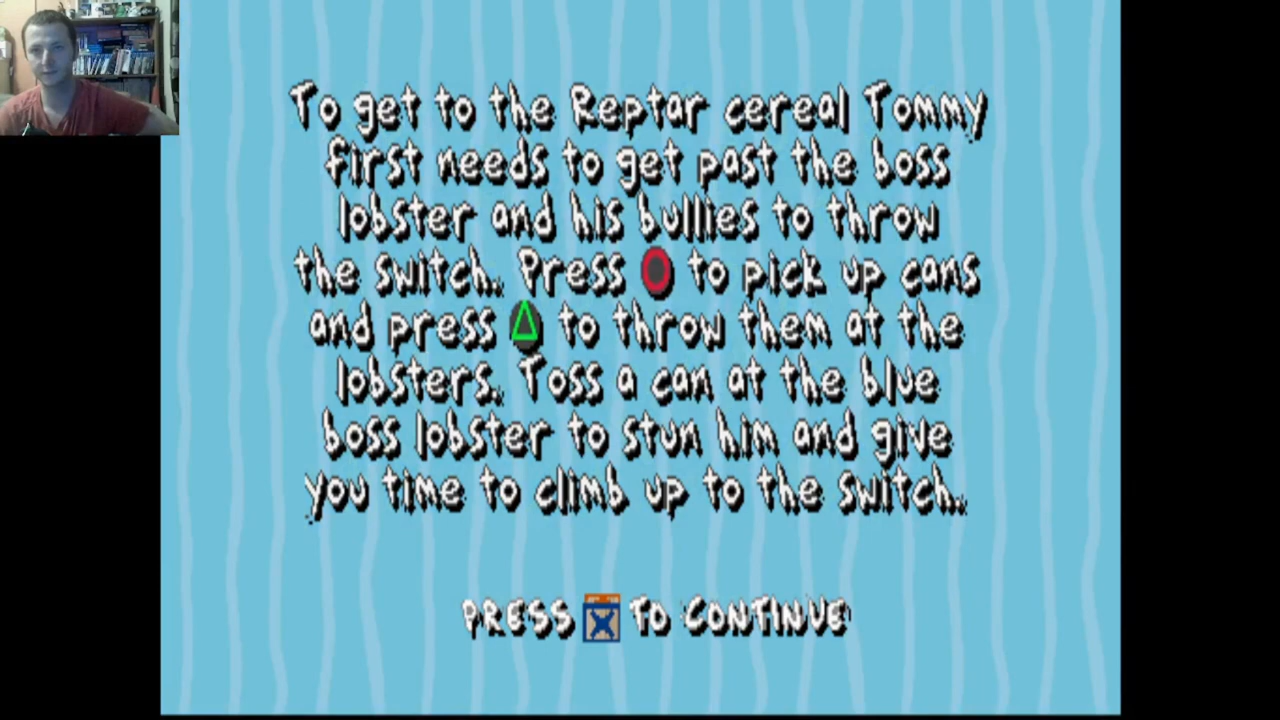 To get to the Reptar cereal Tommy
first needs to get past the boss
lobster and his bullies to throw
the switch. Press to pick up cans
and press to throw them at the
lobsters. Toss a can at the blue
boss lobster to stun him and give
you time to climb up to the switch.
PRESS X TO CONTINUE